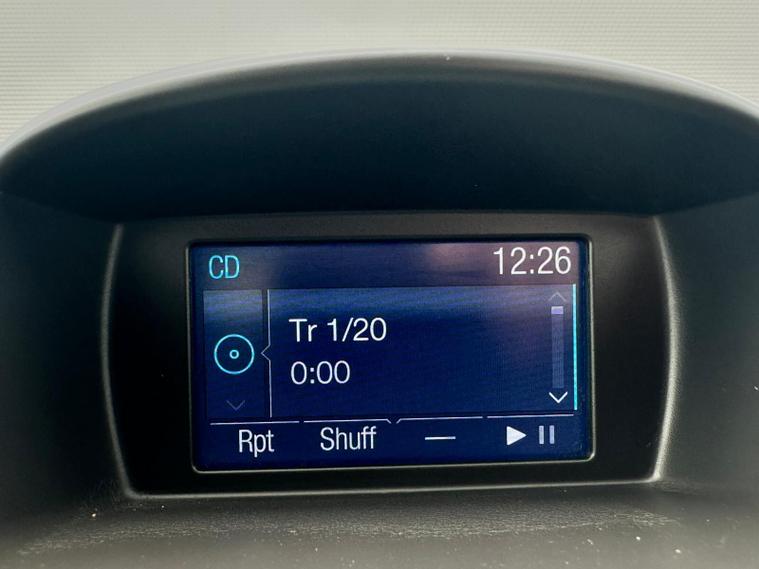 CD 12:26
Tr 1/20
0:00
Rpt Shuff —